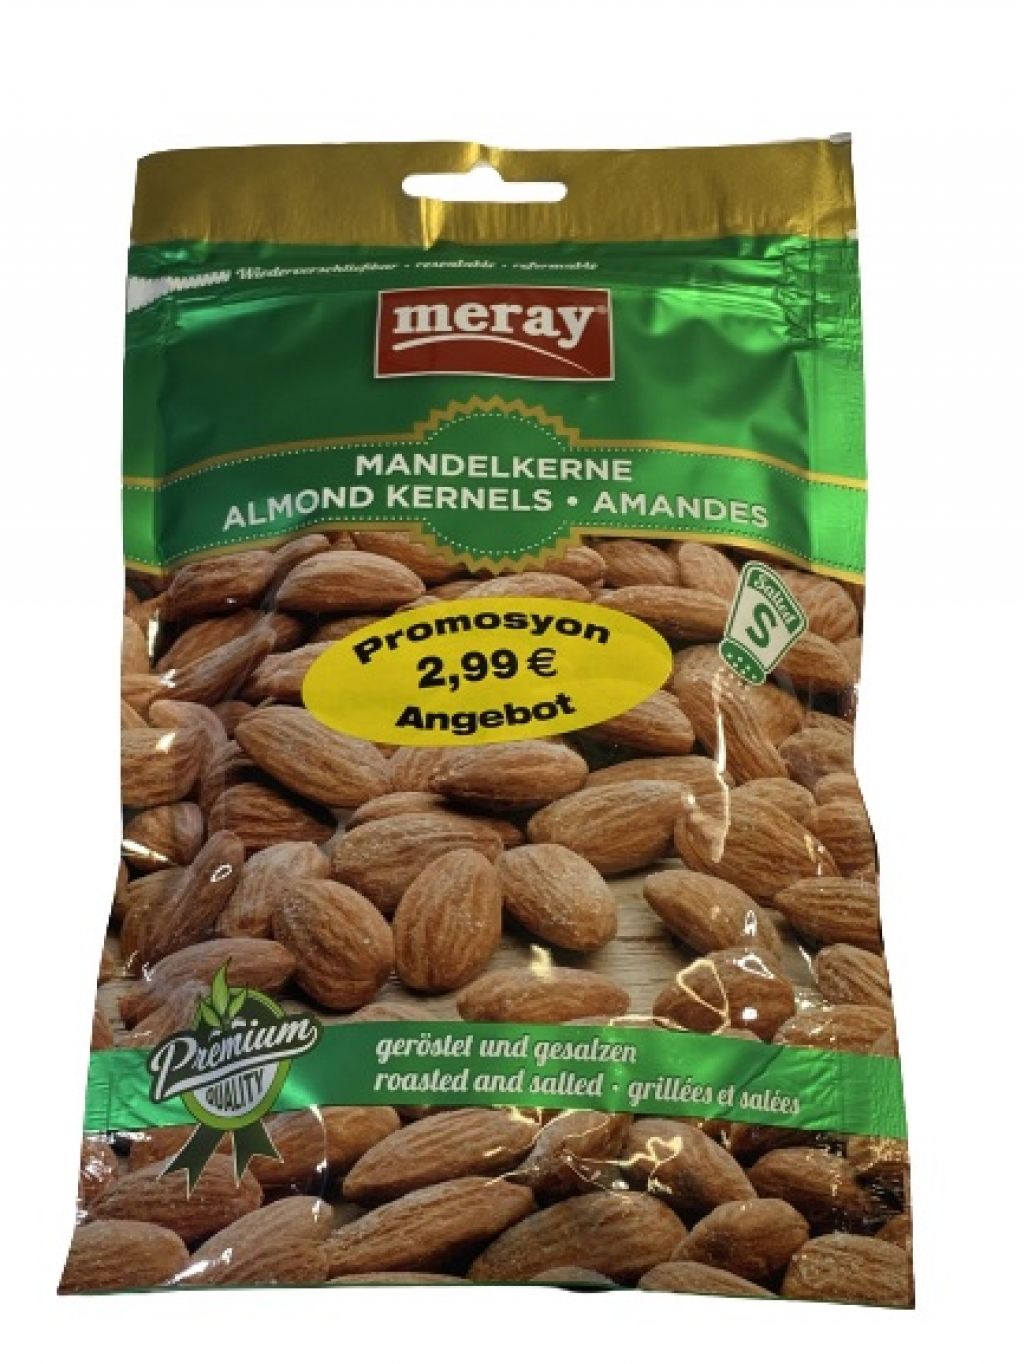 Wiederverschließbar • resealable • refermable
meray
MANDELKERNE
ALMOND KERNELS • AMANDES
Salted
S
Promosyon
2,99 €
Angebot
Premium
QUALITY
geröstet und gesalzen
roasted and salted • grillées et salées